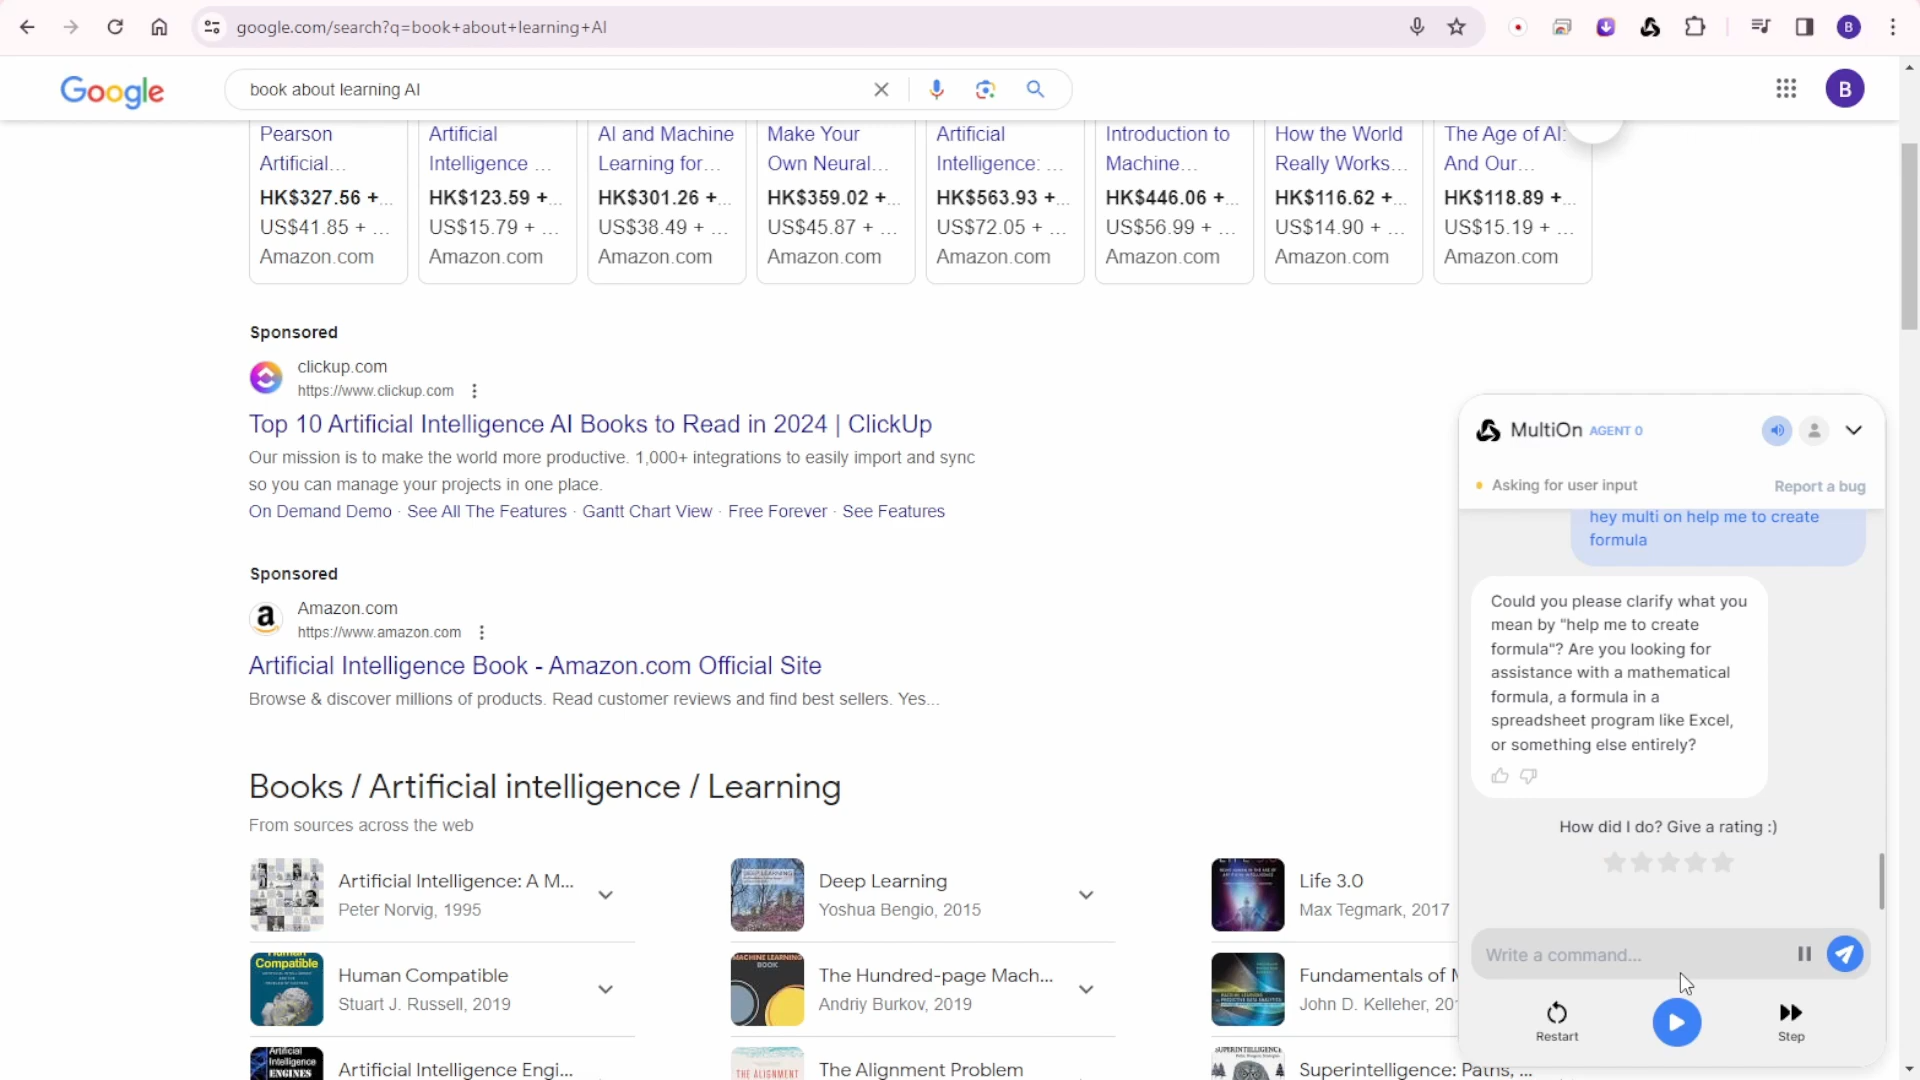 google.com/search?q=book+about+learning+AI
B
Google
book about learning AI
B
Pearson
Artificial...
HK$327.56 +...
US$41.85 + ...
Amazon.com
Artificial
Intelligence ...
HK$123.59 +...
US$15.79 + ...
Amazon.com
AI and Machine
Learning for...
HK$301.26 +...
US$38.49 + ...
Amazon.com
Make Your
Own Neural...
HK$359.02 +...
US$45.87 + ...
Amazon.com
Artificial
Intelligence: ...
HK$563.93 +...
US$72.05 + ...
Amazon.com
Introduction to
Machine...
HK$446.06 +...
US$56.99 + ...
Amazon.com
How the World
Really Works...
HK$116.62 +...
US$14.90 + ...
Amazon.com
The Age of AI:
And Our...
HK$118.89 +...
US$15.19 + ...
Amazon.com
Sponsored
clickup.com
https://www.clickup.com
Top 10 Artificial Intelligence AI Books to Read in 2024 | ClickUp
Our mission is to make the world more productive. 1,000+ integrations to easily import and sync
so you can manage your projects in one place.
On Demand Demo · See All The Features · Gantt Chart View · Free Forever · See Features
Sponsored
a
Amazon.com
https://www.amazon.com
Artificial Intelligence Book - Amazon.com Official Site
Browse & discover millions of products. Read customer reviews and find best sellers. Yes...
Books / Artificial intelligence / Learning
From sources across the web
Artificial Intelligence: A M...
Peter Norvig, 1995
DEEP LEARNING
Deep Learning
Yoshua Bengio, 2015
Life 3.0
Max Tegmark, 2017
Human
Compatible
Human Compatible
Stuart J. Russell, 2019
MACHINE LEARNING
BOOK
The Hundred-page Mach...
Andriy Burkov, 2019
Fundamentals of M
John D. Kelleher, 20
Artificial
Intelligence
ENGINES
Artificial Intelligence Engi...
THE ALIGNMENT
The Alignment Problem
SUPERINTELLIGENCE
Superintelligence: Paths, ...
MultiOn AGENT 0
Asking for user input
Report a bug
hey multi on help me to create
formula
Could you please clarify what you
mean by "help me to create
formula"? Are you looking for
assistance with a mathematical
formula, a formula in a
spreadsheet program like Excel,
or something else entirely?
How did I do? Give a rating :)
Write a command...
Restart
Step